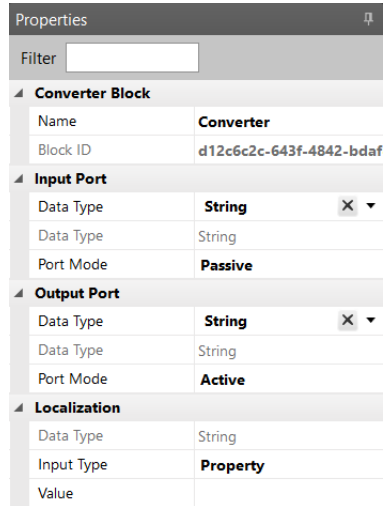 Properties
Filter
Converter Block
Name Converter
Block ID d12c6c2c-643f-4842-bdaf
Input Port
Data Type String
Data Type String
Port Mode Passive
Output Port
Data Type String
Data Type String
Port Mode Active
Localization
Data Type String
Input Type Property
Value